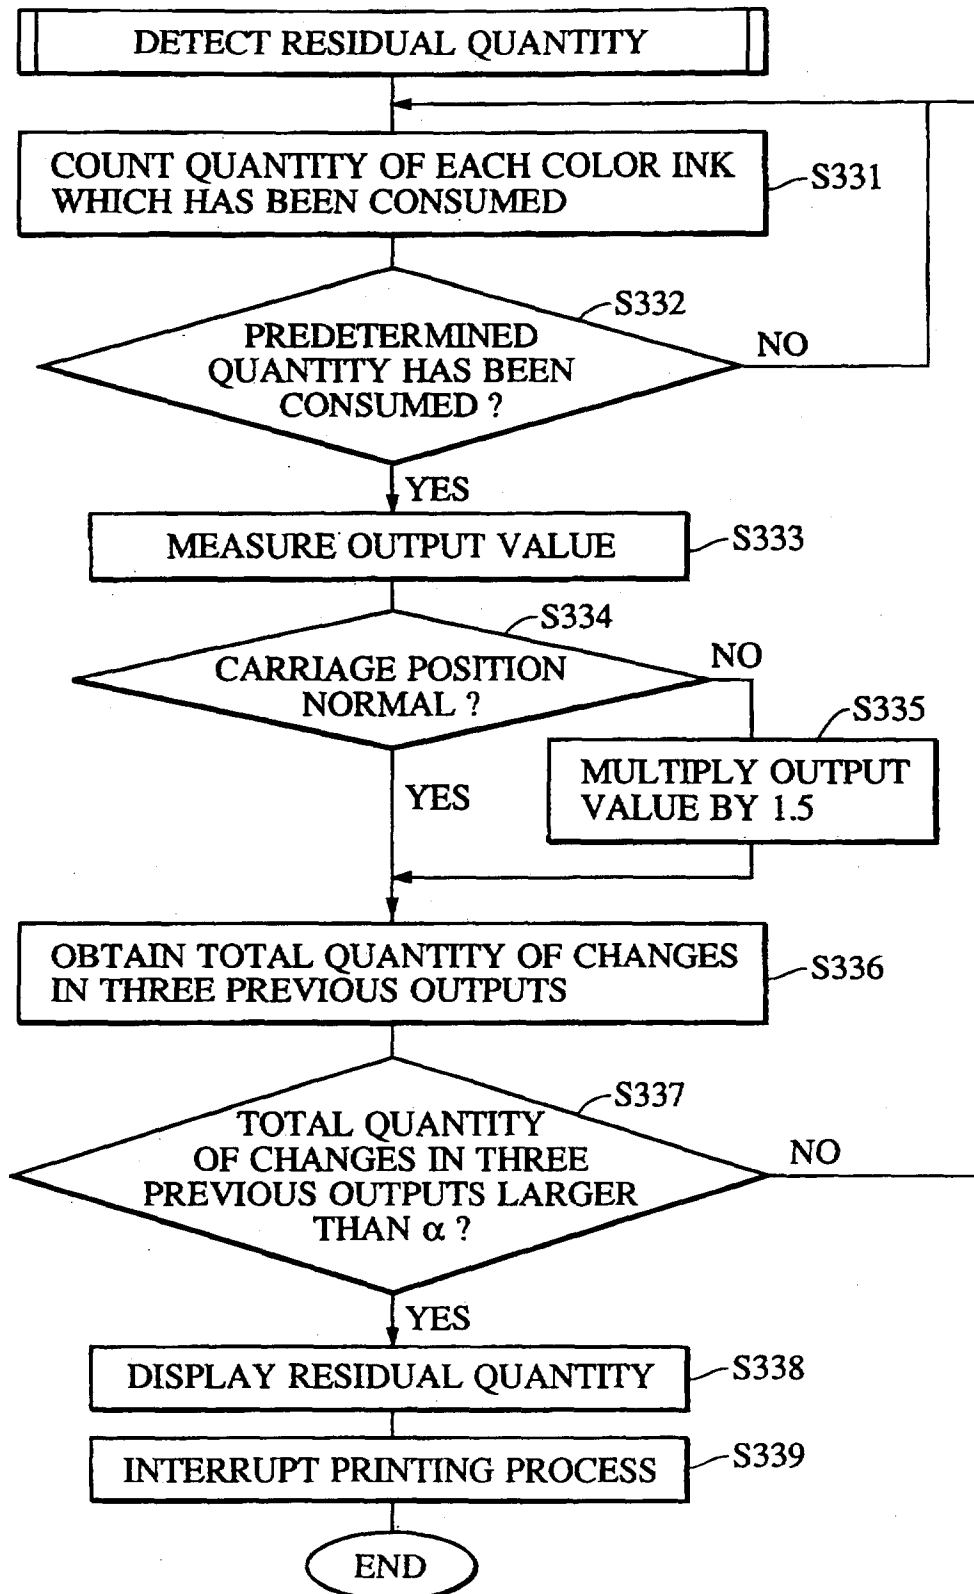 DETECT RESIDUAL QUANTITY
COUNT QUANTITY OF EACH COLOR INK
WHICH HAS BEEN CONSUMED
S331
S332
PREDETERMINED
QUANTITY HAS BEEN
CONSUMED ?
NO
YES
MEASURE OUTPUT VALUE
S333
S334
CARRIAGE POSITION
NORMAL ?
NO
S335
MULTIPLY OUTPUT
VALUE BY 1.5
YES
OBTAIN TOTAL QUANTITY OF CHANGES
IN THREE PREVIOUS OUTPUTS
S336
S337
TOTAL QUANTITY
OF CHANGES IN THREE
PREVIOUS OUTPUTS LARGER
THAN α ?
NO
YES
DISPLAY RESIDUAL QUANTITY
S338
INTERRUPT PRINTING PROCESS
S339
END